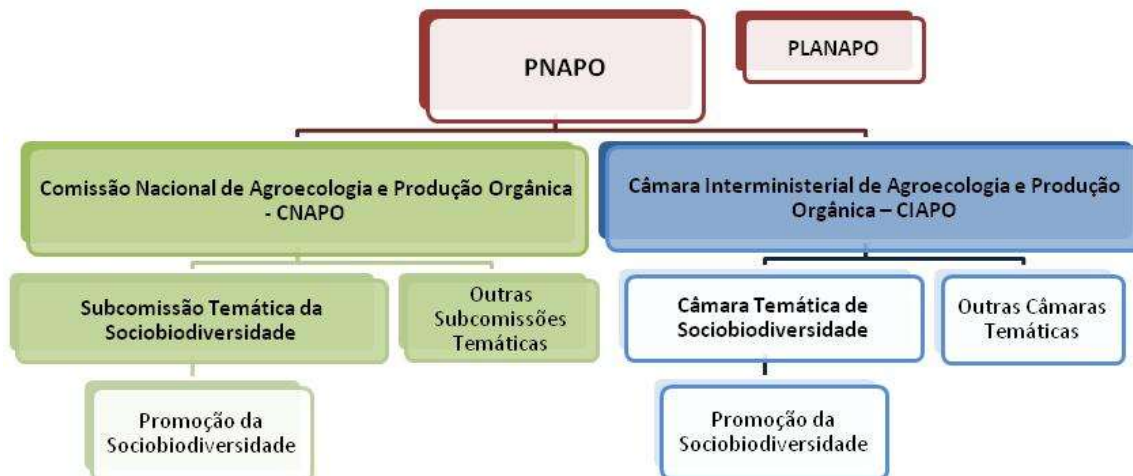 PNAPO
PLANAPO
Comissão Nacional de Agroecologia e Produção Orgânica
- CNAPO
Câmara Interministerial de Agroecologia e Produção
Orgânica – CIAPO
Subcomissão Temática da
Sociobiodiversidade
Outras
Subcomissões
Temáticas
Câmara Temática de
Sociobiodiversidade
Outras Câmaras
Temáticas
Promoção da
Sociobiodiversidade
Promoção da
Sociobiodiversidade